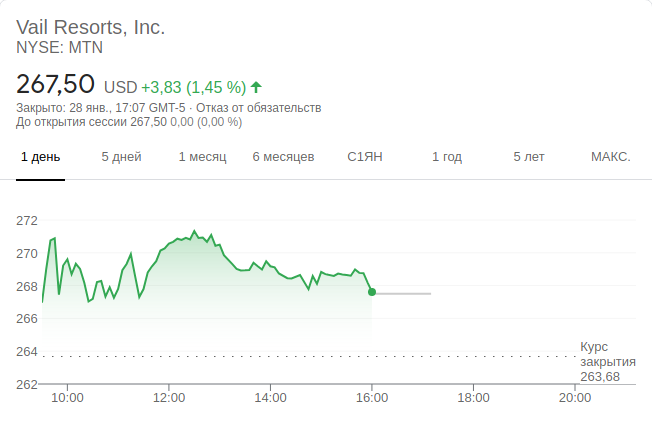 Vail Resorts, Inc.
NYSE: MTN
267,50 USD +3,83 (1,45 %)
Закрыто: 28 янв., 17:07 GMT-5 · Отказ от обязательств
До открытия сессии 267,50 0,00 (0,00 %)
1 день 5 дней 1 месяц 6 месяцев С1ЯН 1 год 5 лет МАКС.
272
270
268
266
264
262
Курс
закрытия
263,68
10:00 12:00 14:00 16:00 18:00 20:00